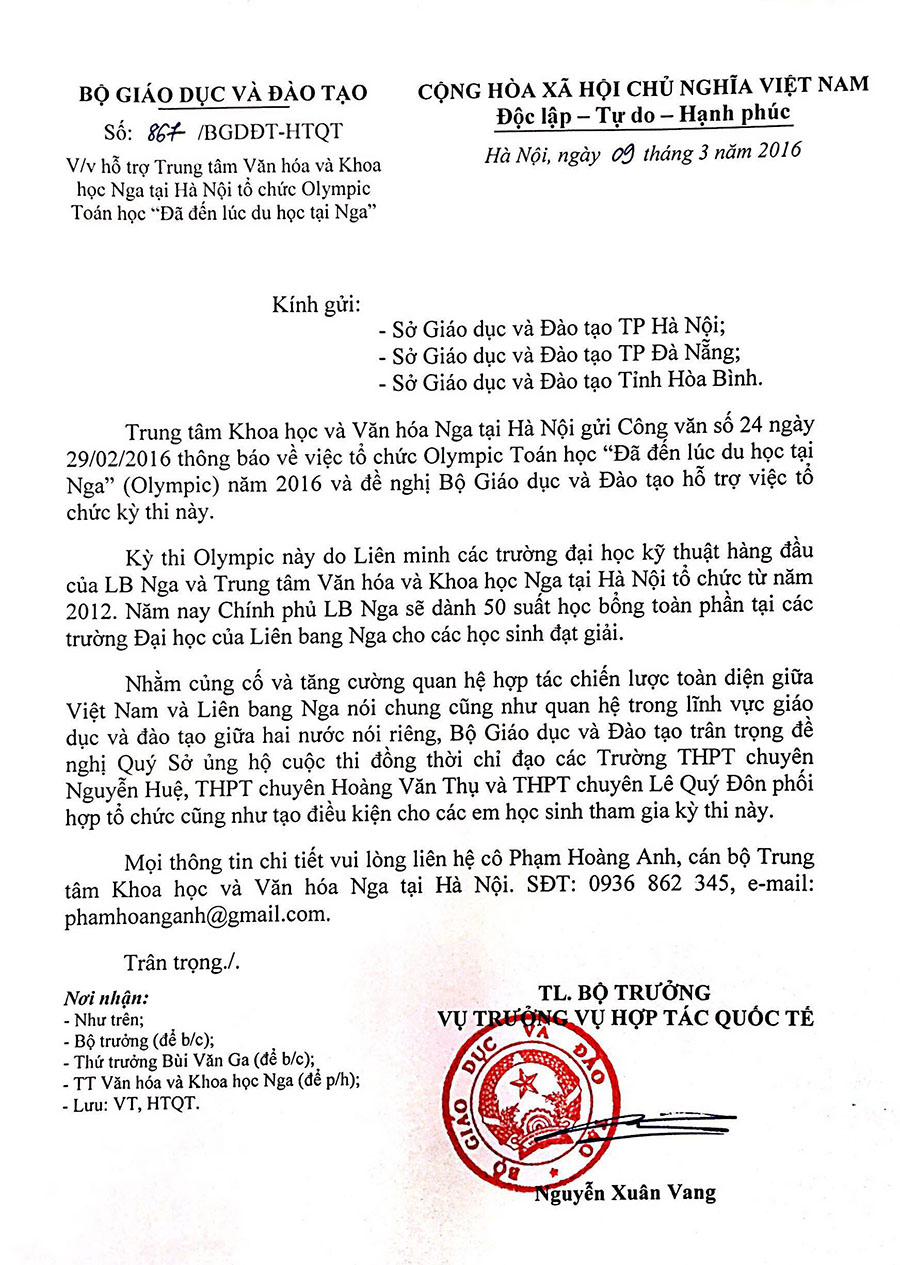 BỘ GIÁO DỤC VÀ ĐÀO TẠO
Số: 867 /BGDĐT-HTQT
V/v hỗ trợ Trung tâm Văn hóa và Khoa
học Nga tại Hà Nội tổ chức Olympic
Toán học “Đã đến lúc du học tại Nga”
CỘNG HÒA XÃ HỘI CHỦ NGHĨA VIỆT NAM
Độc lập – Tự do – Hạnh phúc
Hà Nội, ngày 09 tháng 3 năm 2016
Kính gửi:
- Sở Giáo dục và Đào tạo TP Hà Nội;
- Sở Giáo dục và Đào tạo TP Đà Nẵng;
- Sở Giáo dục và Đào tạo Tỉnh Hòa Bình.
Trung tâm Khoa học và Văn hóa Nga tại Hà Nội gửi Công văn số 24 ngày
29/02/2016 thông báo về việc tổ chức Olympic Toán học “Đã đến lúc du học tại
Nga” (Olympic) năm 2016 và đề nghị Bộ Giáo dục và Đào tạo hỗ trợ việc tổ
chức kỳ thi này.
Kỳ thi Olympic này do Liên minh các trường đại học kỹ thuật hàng đầu
của LB Nga và Trung tâm Văn hóa và Khoa học Nga tại Hà Nội tổ chức từ năm
2012. Năm nay Chính phủ LB Nga sẽ dành 50 suất học bổng toàn phần tại các
trường Đại học của Liên bang Nga cho các học sinh đạt giải.
Nhằm củng cố và tăng cường quan hệ hợp tác chiến lược toàn diện giữa
Việt Nam và Liên bang Nga nói chung cũng như quan hệ trong lĩnh vực giáo
dục và đào tạo giữa hai nước nói riêng, Bộ Giáo dục và Đào tạo trân trọng đề
nghị Quý Sở ủng hộ cuộc thi đồng thời chỉ đạo các Trường THPT chuyên
Nguyễn Huệ, THPT chuyên Hoàng Văn Thụ và THPT chuyên Lê Quý Đôn phối
hợp tổ chức cũng như tạo điều kiện cho các em học sinh tham gia kỳ thi này.
Mọi thông tin chi tiết vui lòng liên hệ cô Phạm Hoàng Anh, cán bộ Trung
tâm Khoa học và Văn hóa Nga tại Hà Nội. SĐT: 0936 862 345, e-mail:
phamhoanganh@gmail.com.
Trân trọng./.
Nơi nhận:
- Như trên;
- Bộ trưởng (để b/c);
- Thứ trưởng Bùi Văn Ga (để b/c);
- TT Văn hóa và Khoa học Nga (để p/h);
- Lưu: VT, HTQT.
TL. BỘ TRƯỞNG
VỤ TRƯỞNG VỤ HỢP TÁC QUỐC TẾ
BỘ GIÁO DỤC VÀ ĐÀO TẠO
Nguyễn Xuân Vang